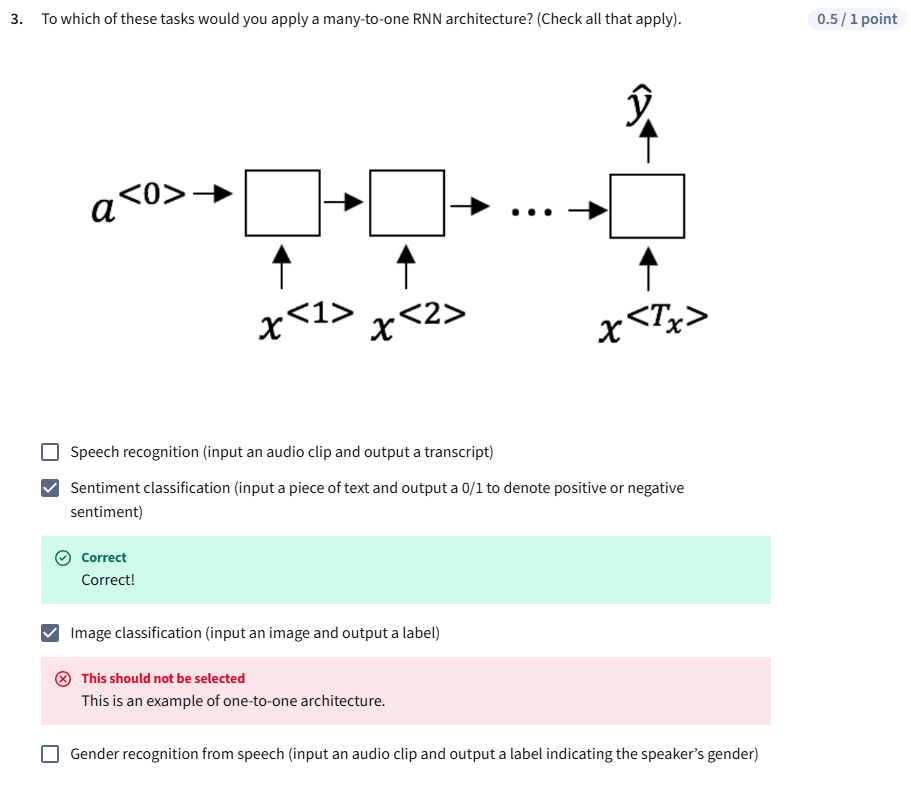 3. To which of these tasks would you apply a many-to-one RNN architecture? (Check all that apply). 0.5 / 1 point
ŷ
a<0>
...
x<1> x<2> x<Tx>
Speech recognition (input an audio clip and output a transcript)
Sentiment classification (input a piece of text and output a 0/1 to denote positive or negative
sentiment)
Correct
Correct!
Image classification (input an image and output a label)
This should not be selected
This is an example of one-to-one architecture.
Gender recognition from speech (input an audio clip and output a label indicating the speaker’s gender)